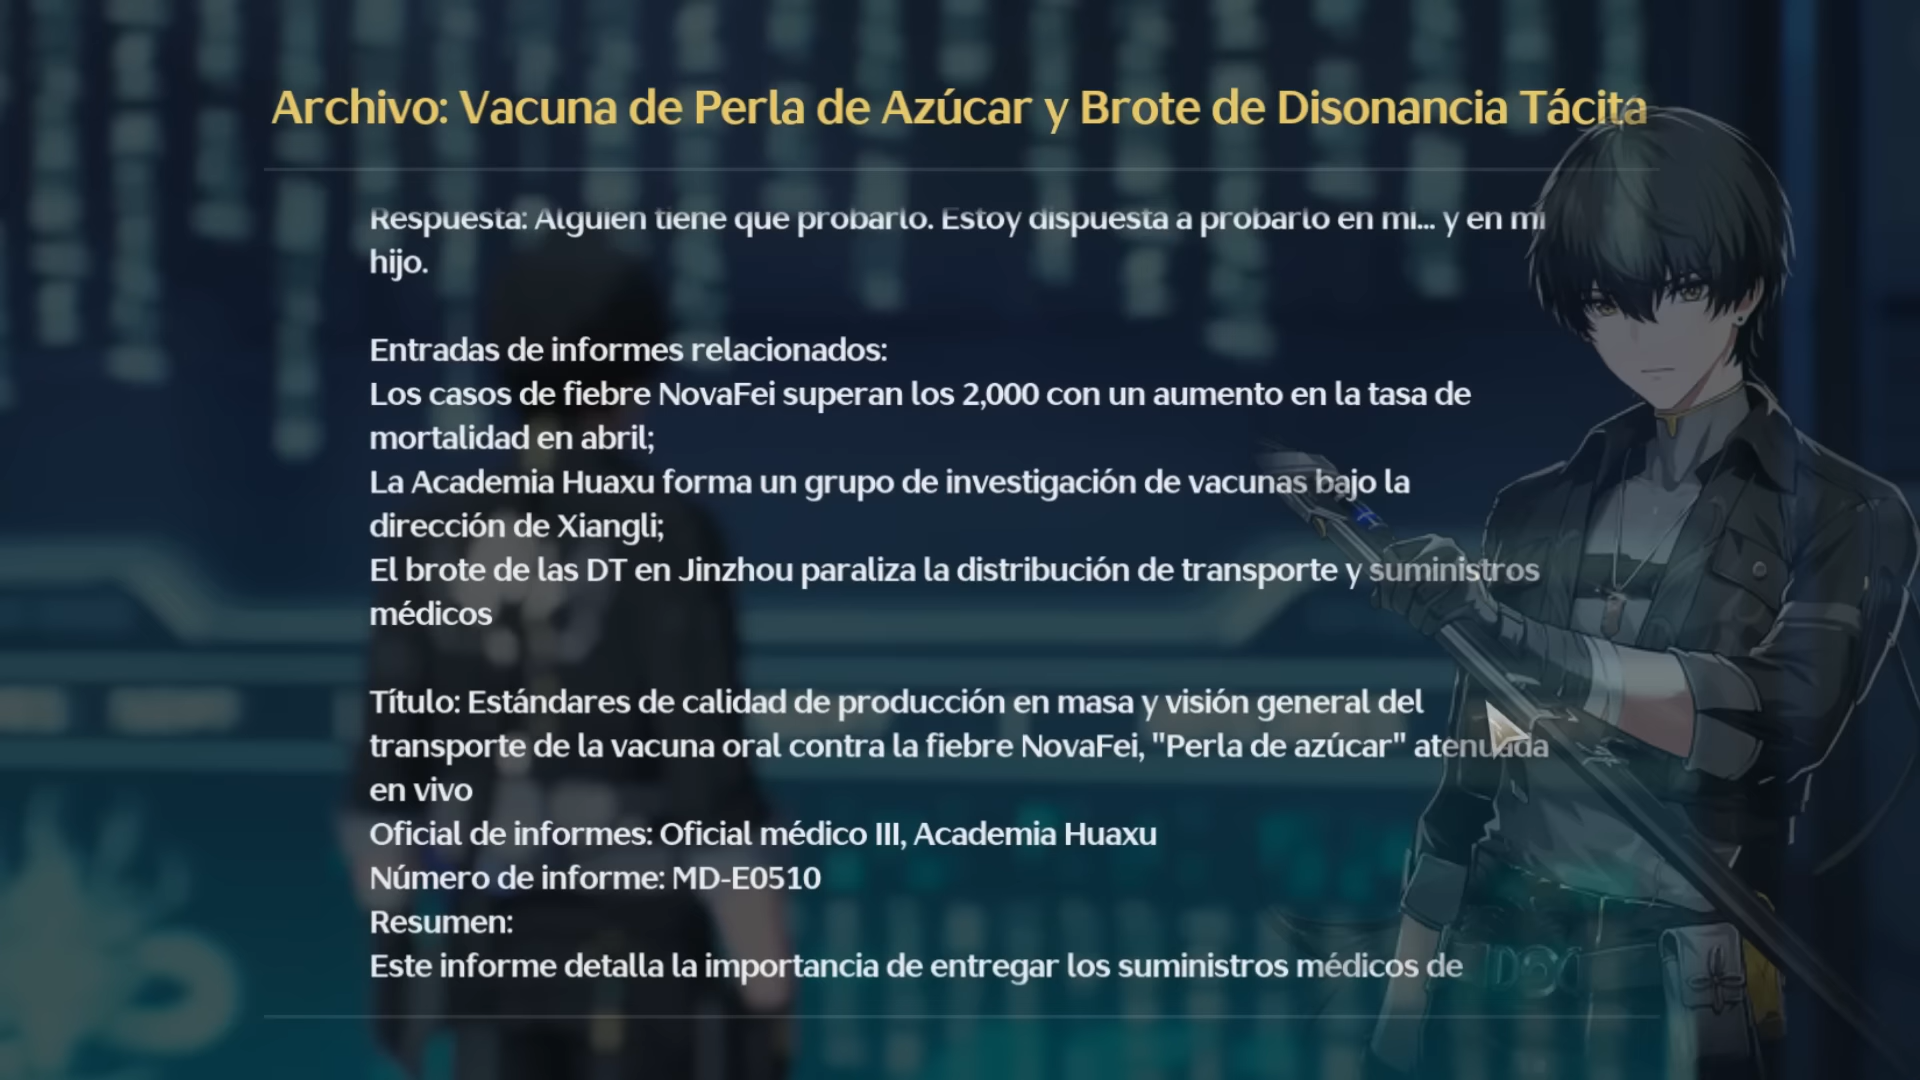 Archivo: Vacuna de Perla de Azúcar y Brote de Disonancia Tácita
Respuesta: Alguien tiene que probarlo. Estoy dispuesta a probarlo en mí... y en mi
hijo.
Entradas de informes relacionados:
Los casos de fiebre NovaFei superan los 2,000 con un aumento en la tasa de
mortalidad en abril;
La Academia Huaxu forma un grupo de investigación de vacunas bajo la
dirección de Xiangli;
El brote de las DT en Jinzhou paraliza la distribución de transporte y suministros
médicos
Título: Estándares de calidad de producción en masa y visión general del
transporte de la vacuna oral contra la fiebre NovaFei, "Perla de azúcar" atenuada
en vivo
Oficial de informes: Oficial médico III, Academia Huaxu
Número de informe: MD-E0510
Resumen:
Este informe detalla la importancia de entregar los suministros médicos de